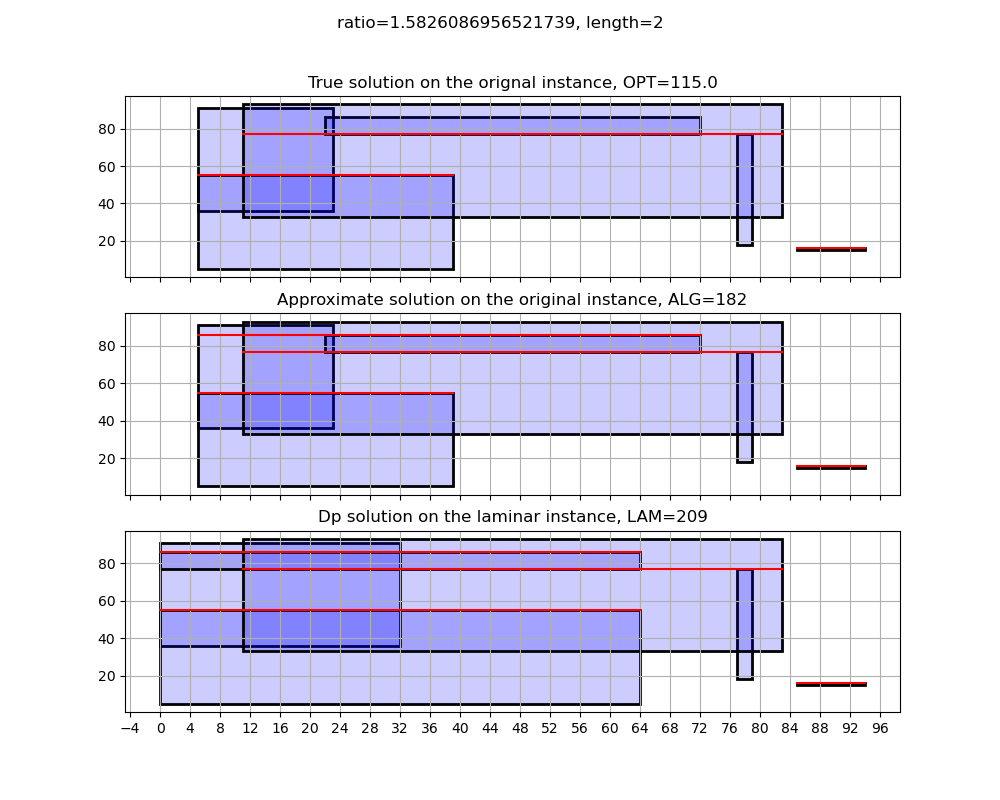 ratio=1.5826086956521739, length=2
True solution on the orignal instance, OPT=115.0
80
60
40
20
Approximate solution on the original instance, ALG=182
80
60
40
20
Dp solution on the laminar instance, LAM=209
80
60
40
20
−4 0 4 8 12 16 20 24 28 32 36 40 44 48 52 56 60 64 68 72 76 80 84 88 92 96